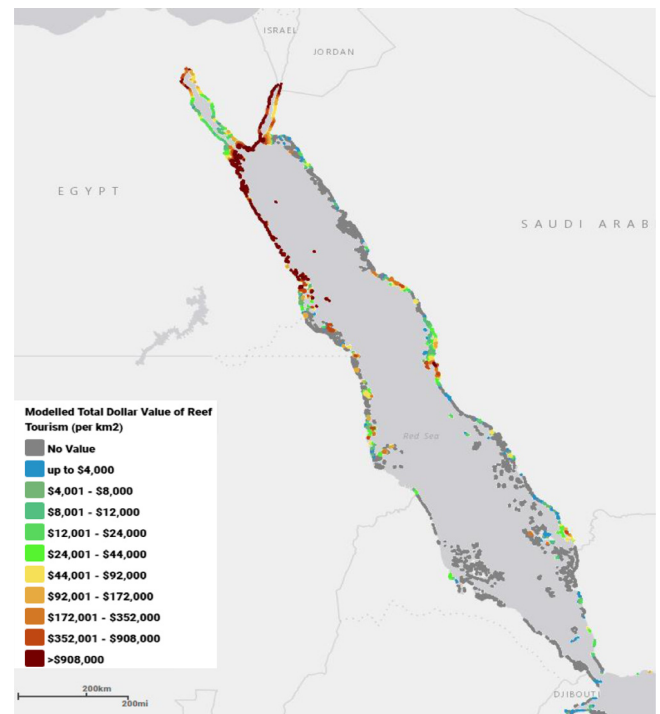 ISRAEL
JORDAN
EGYPT
SAUDI ARAB
Modelled Total Dollar Value of Reef
Tourism (per km2)
No Value
up to $4,000
$4,001 - $8,000
$8,001 - $12,000
$12,001 - $24,000
$24,001 - $44,000
$44,001 - $92,000
$92,001 - $172,000
$172,001 - $352,000
$352,001 - $908,000
>$908,000
Red Sea
200km
200mi
DJIBOUTI